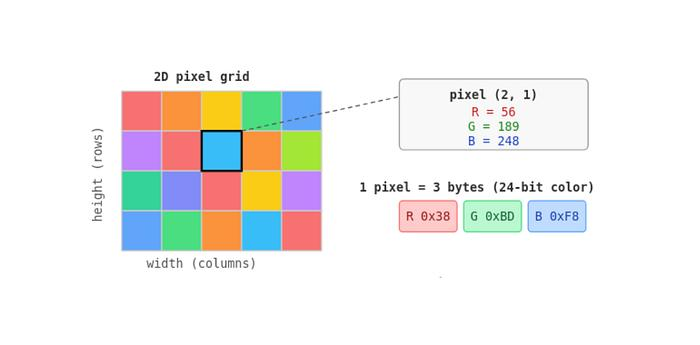 2D pixel grid
height (rows)
width (columns)
pixel (2, 1)
R = 56
G = 189
B = 248
1 pixel = 3 bytes (24-bit color)
R 0x38
G 0xBD
B 0xF8